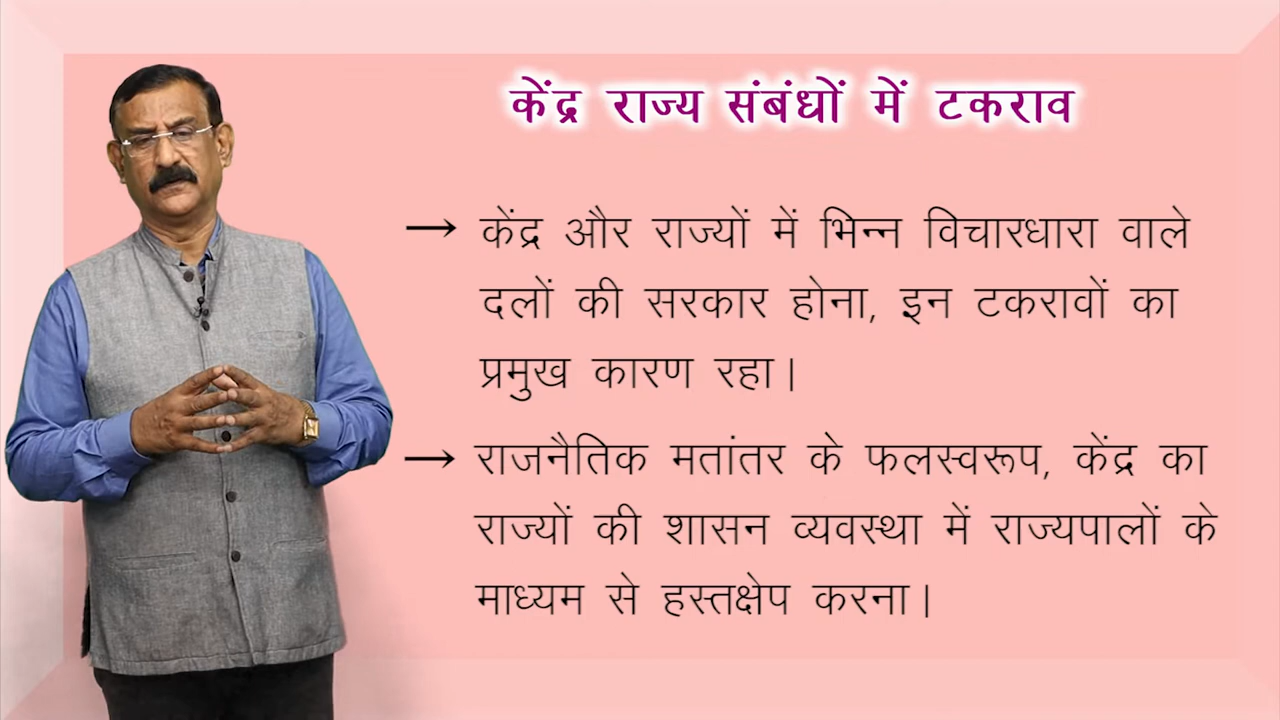 केंद्र राज्य संबंधों में टकराव
→ केंद्र और राज्यों में भिन्न विचारधारा वाले
दलों की सरकार होना, इन टकरावों का
प्रमुख कारण रहा।
→ राजनैतिक मतांतर के फलस्वरूप, केंद्र का
राज्यों की शासन व्यवस्था में राज्यपालों के
माध्यम से हस्तक्षेप करना।